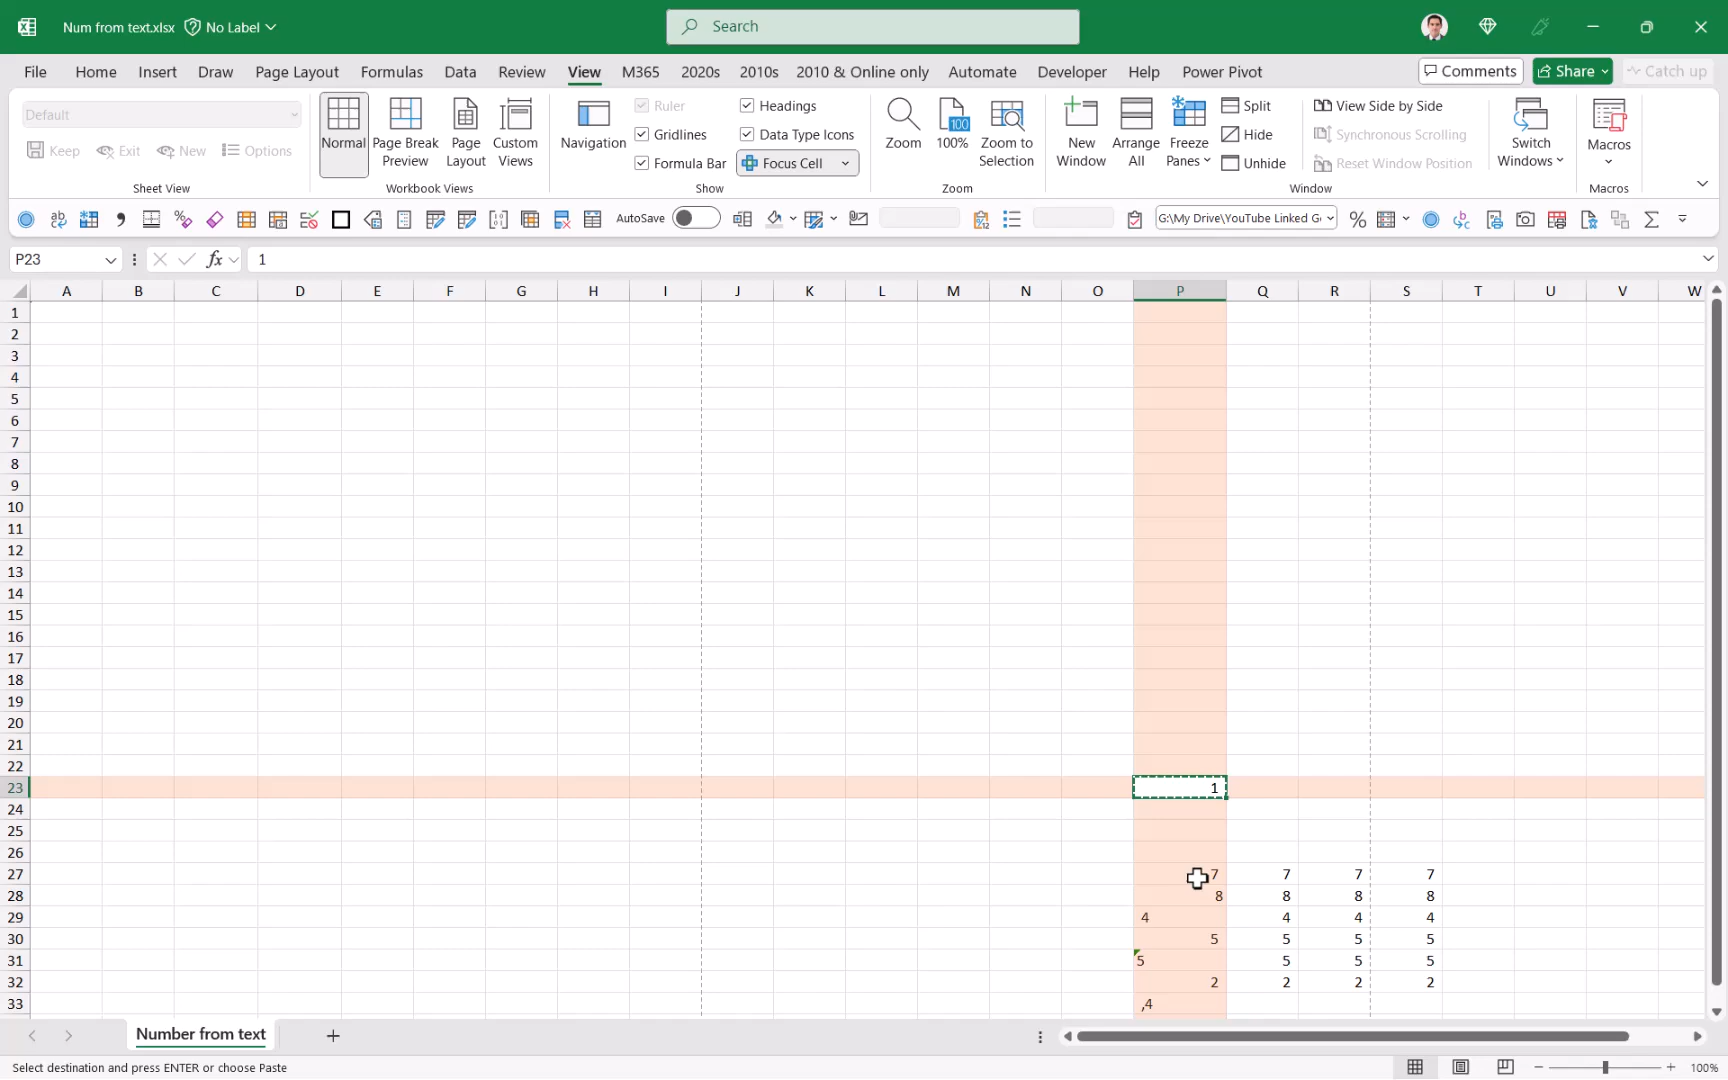 Num from text.xlsx No Label Search
File Home Insert Draw Page Layout Formulas Data Review View M365 2020s 2010s 2010 & Online only Automate Developer Help Power Pivot Comments Share Catch up
Default
Keep Exit New Options
Sheet View
Normal
Page Break Preview
Page Layout
Custom Views
Workbook Views
Navigation
Ruler
Gridlines
Formula Bar
Headings
Data Type Icons
Focus Cell
Show
Zoom
100
100%
Zoom to Selection
Zoom
New Window
Arrange All
Freeze Panes
Split
Hide
Unhide
View Side by Side
Synchronous Scrolling
Reset Window Position
Window
Switch Windows
Macros
Macros
AutoSave G:\My Drive\YouTube Linked G
P23 fx 1
A B C D E F G H I J K L M N O P Q R S T U V W
1
2
3
4
5
6
7
8
9
10
11
12
13
14
15
16
17
18
19
20
21
22
23 1
24
25
26
27 7 7 7 7
28 8 8 8 8
29 4 4 4 4
30 5 5 5 5
31 5 5 5 5
32 2 2 2 2
33 ,4
Number from text
Select destination and press ENTER or choose Paste 100%